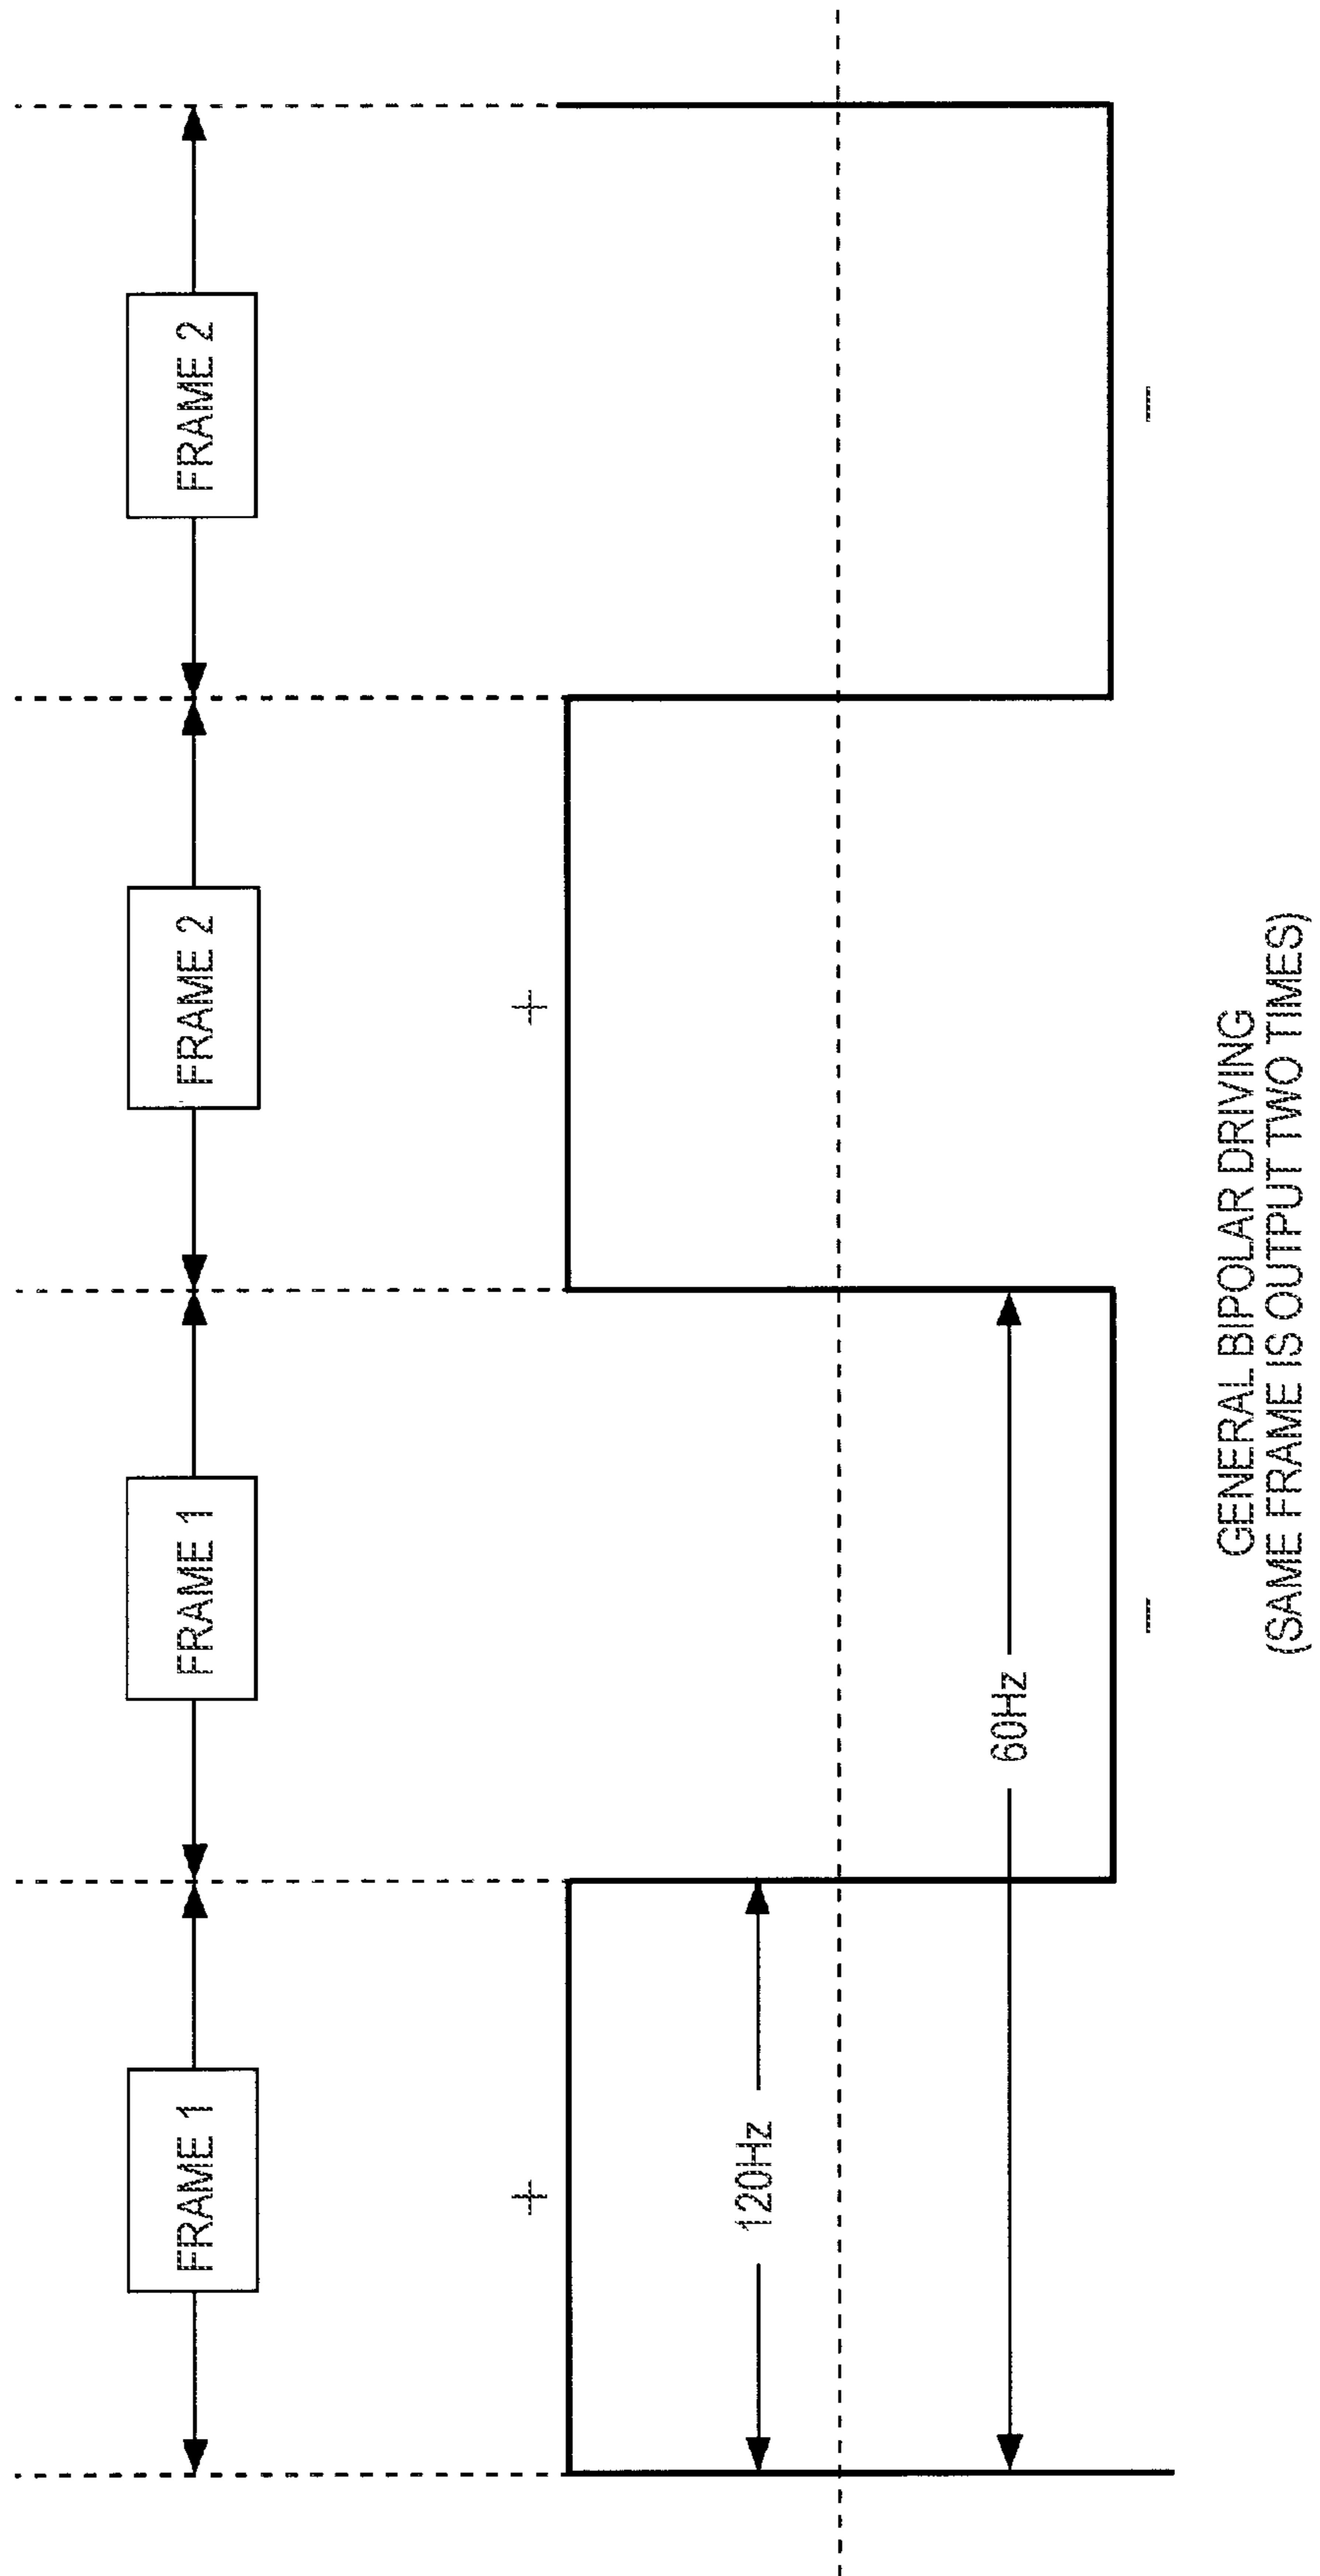 FRAME 1
FRAME 1
FRAME 2
FRAME 2
+
+
120Hz
60Hz
–
–
GENERAL BIPOLAR DRIVING
(SAME FRAME IS OUTPUT TWO TIMES)